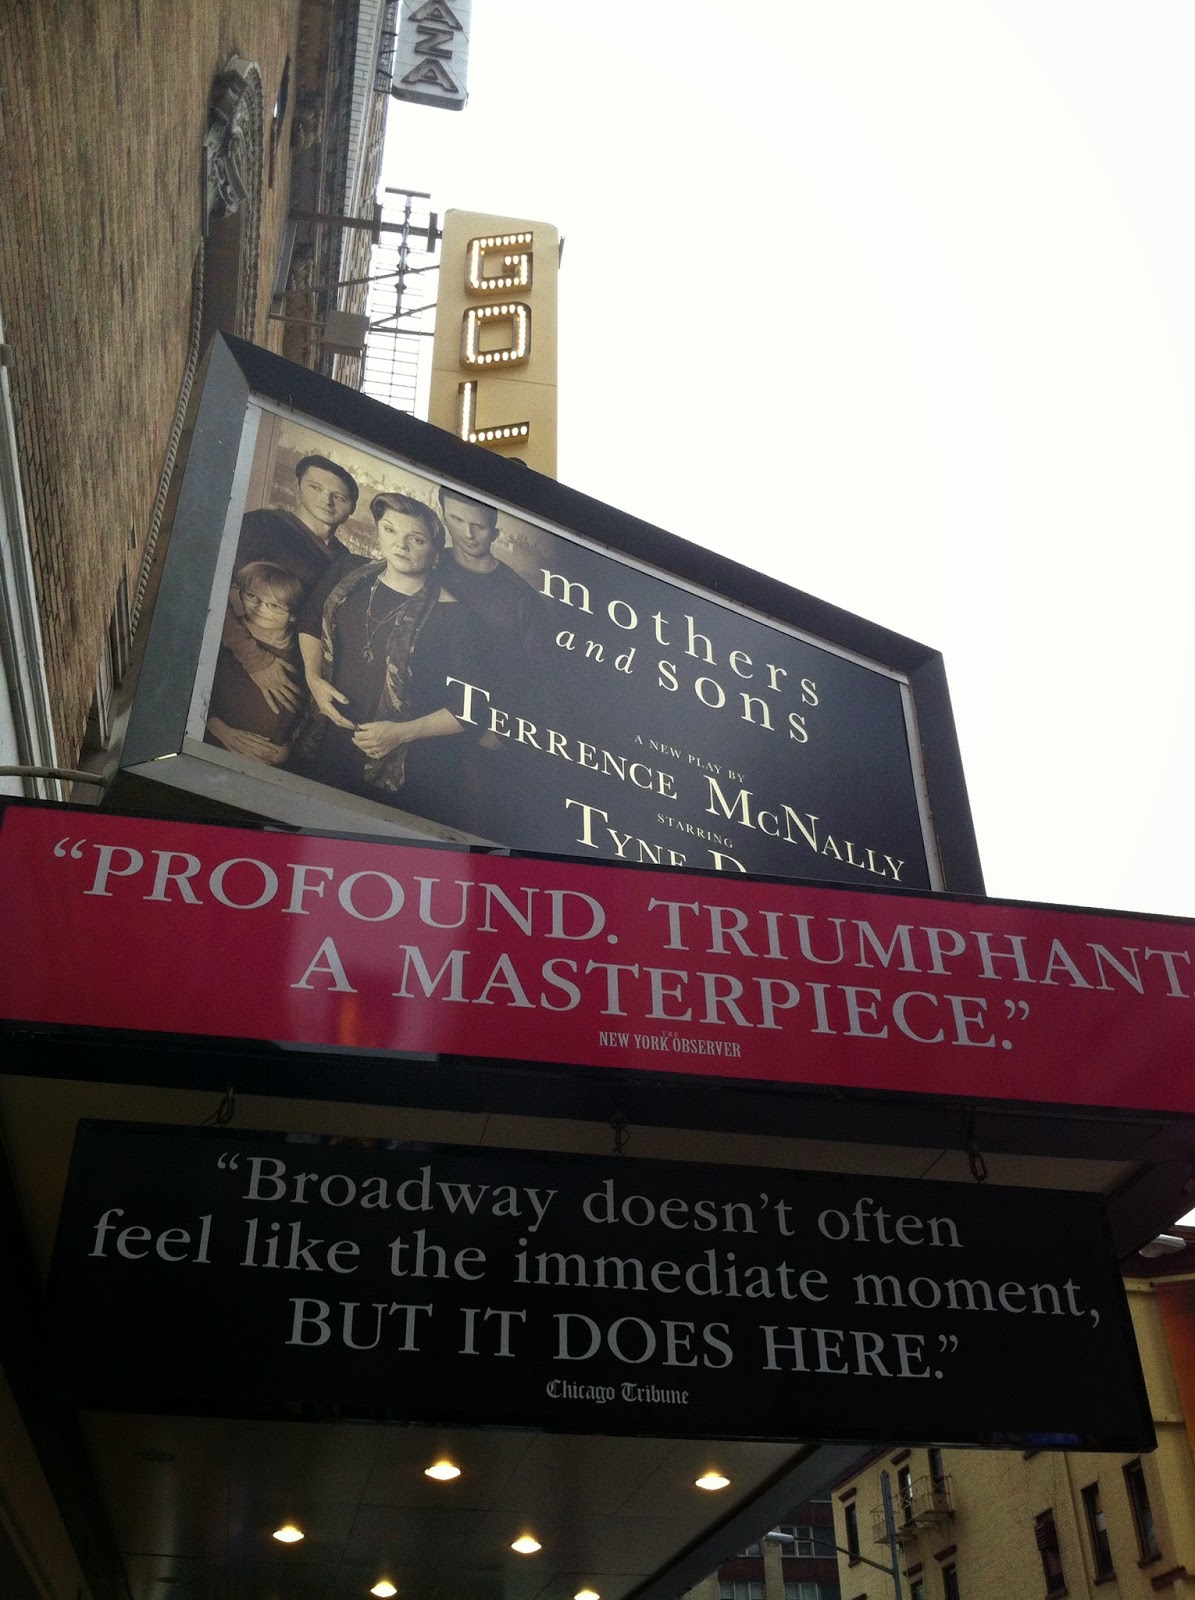 AZA
GOL
mothers
and sons
A NEW PLAY BY
TERRENCE MCNALLY
STARRING
TYNE D
“PROFOUND. TRIUMPHANT
A MASTERPIECE.”
THE
NEW YORK OBSERVER
“Broadway doesn’t often
feel like the immediate moment,
BUT IT DOES HERE.”
Chicago Tribune